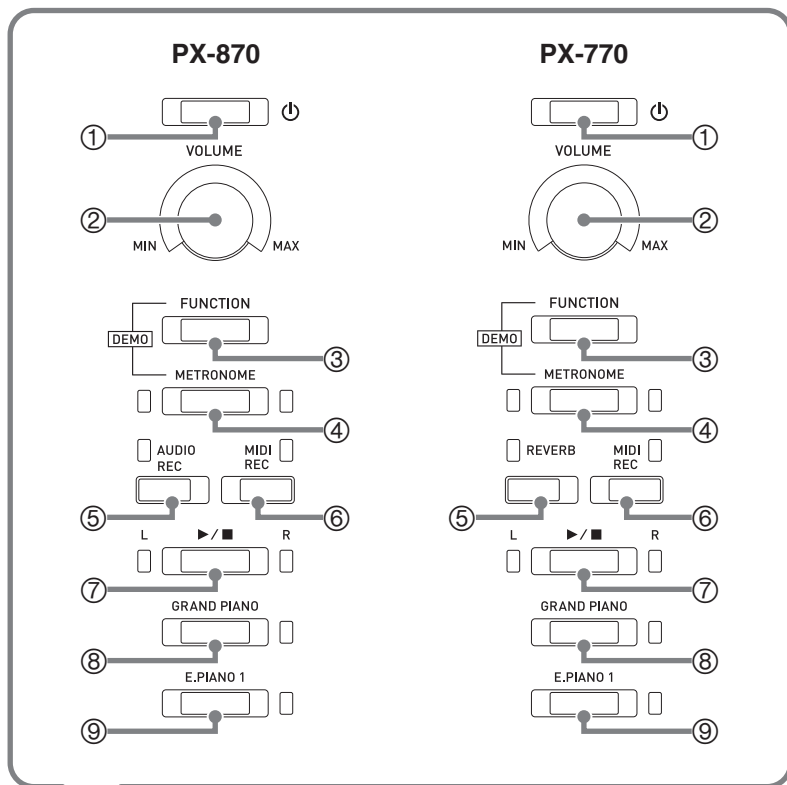 PX-870
① ⏻
VOLUME
②
MIN MAX
FUNCTION
DEMO
③
METRONOME
④
AUDIO REC
MIDI REC
⑤ ⑥
L ▶/■ R
⑦
GRAND PIANO
⑧
E.PIANO 1
⑨
PX-770
⏻ ①
VOLUME
②
MIN MAX
FUNCTION
DEMO
③
METRONOME
④
REVERB
MIDI REC
⑤ ⑥
L ▶/■ R
⑦
GRAND PIANO
⑧
E.PIANO 1
⑨